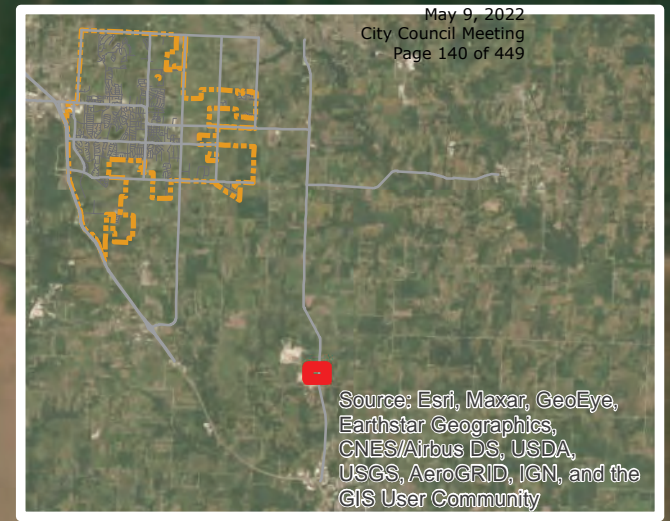 May 9, 2022
City Council Meeting
Page 140 of 449
Source: Esri, Maxar, GeoEye,
Earthstar Geographics,
CNES/Airbus DS, USDA,
USGS, AeroGRID, IGN, and the
GIS User Community